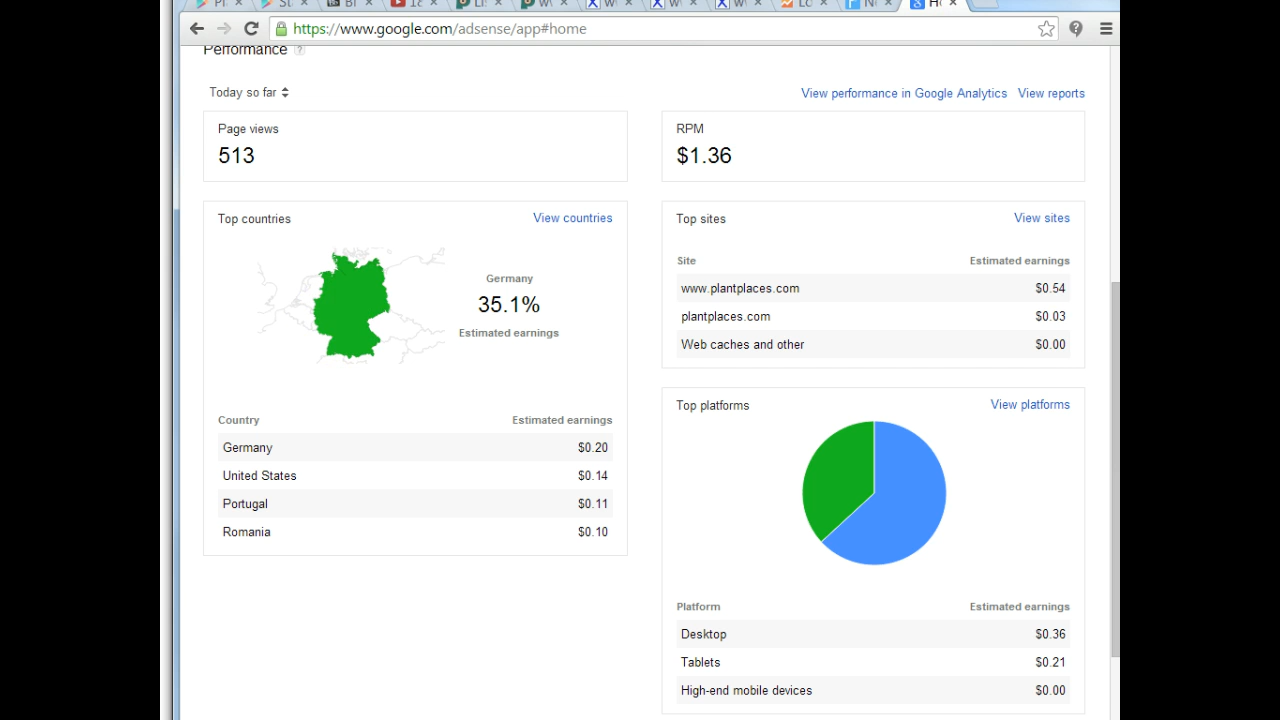 https://www.google.com/adsense/app#home
Performance ?
Today so far
View performance in Google Analytics View reports
Page views
513
RPM
$1.36
Top countries View countries
Germany
35.1%
Estimated earnings
Country Estimated earnings
Germany $0.20
United States $0.14
Portugal $0.11
Romania $0.10
Top sites View sites
Site Estimated earnings
www.plantplaces.com $0.54
plantplaces.com $0.03
Web caches and other $0.00
Top platforms View platforms
Platform Estimated earnings
Desktop $0.36
Tablets $0.21
High-end mobile devices $0.00